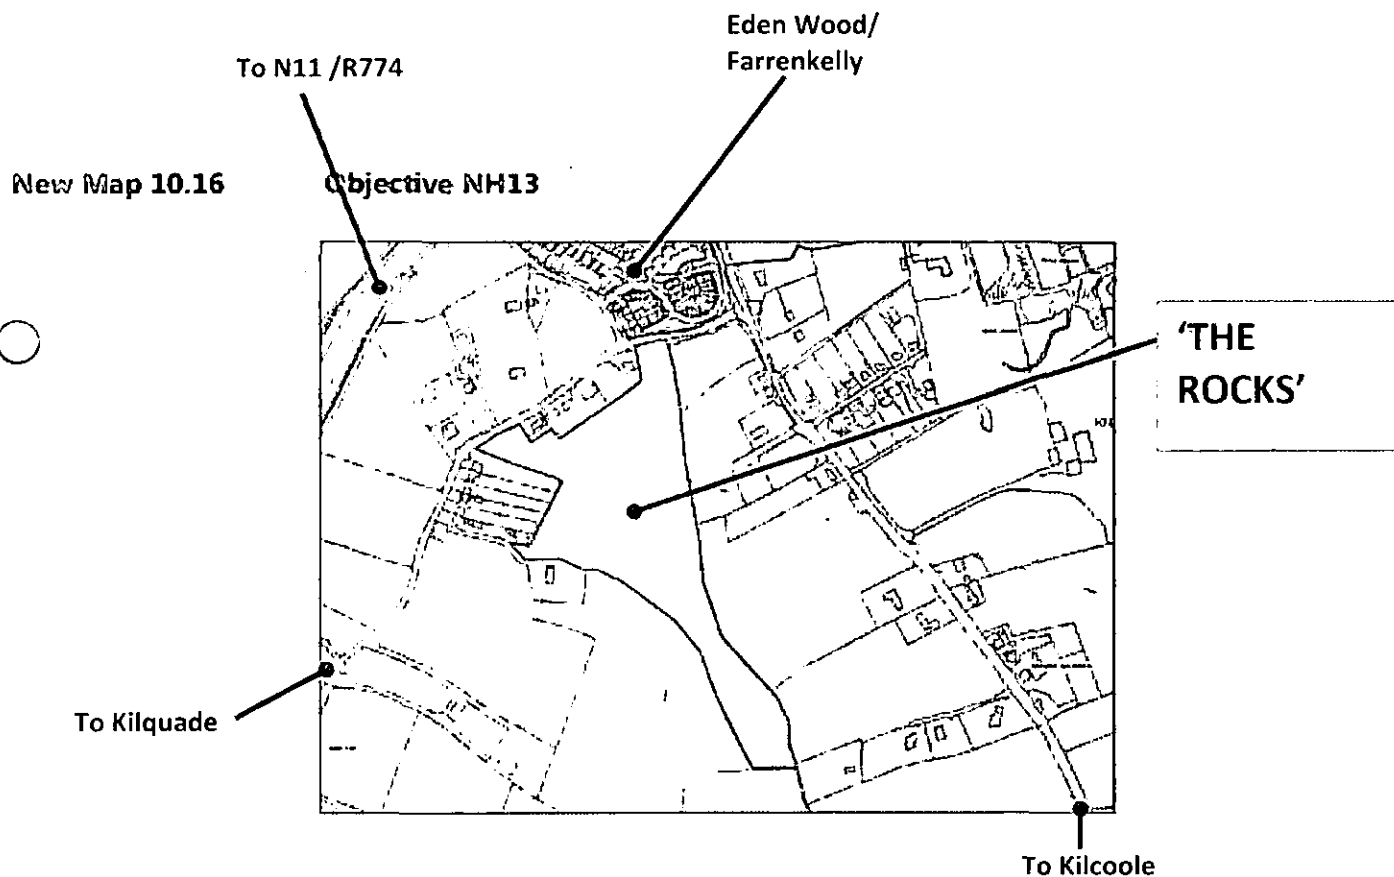 Eden Wood/
Farrenkelly
To N11 /R774
New Map 10.16 Objective NH13
‘THE
ROCKS’
To Kilquade
To Kilcoole